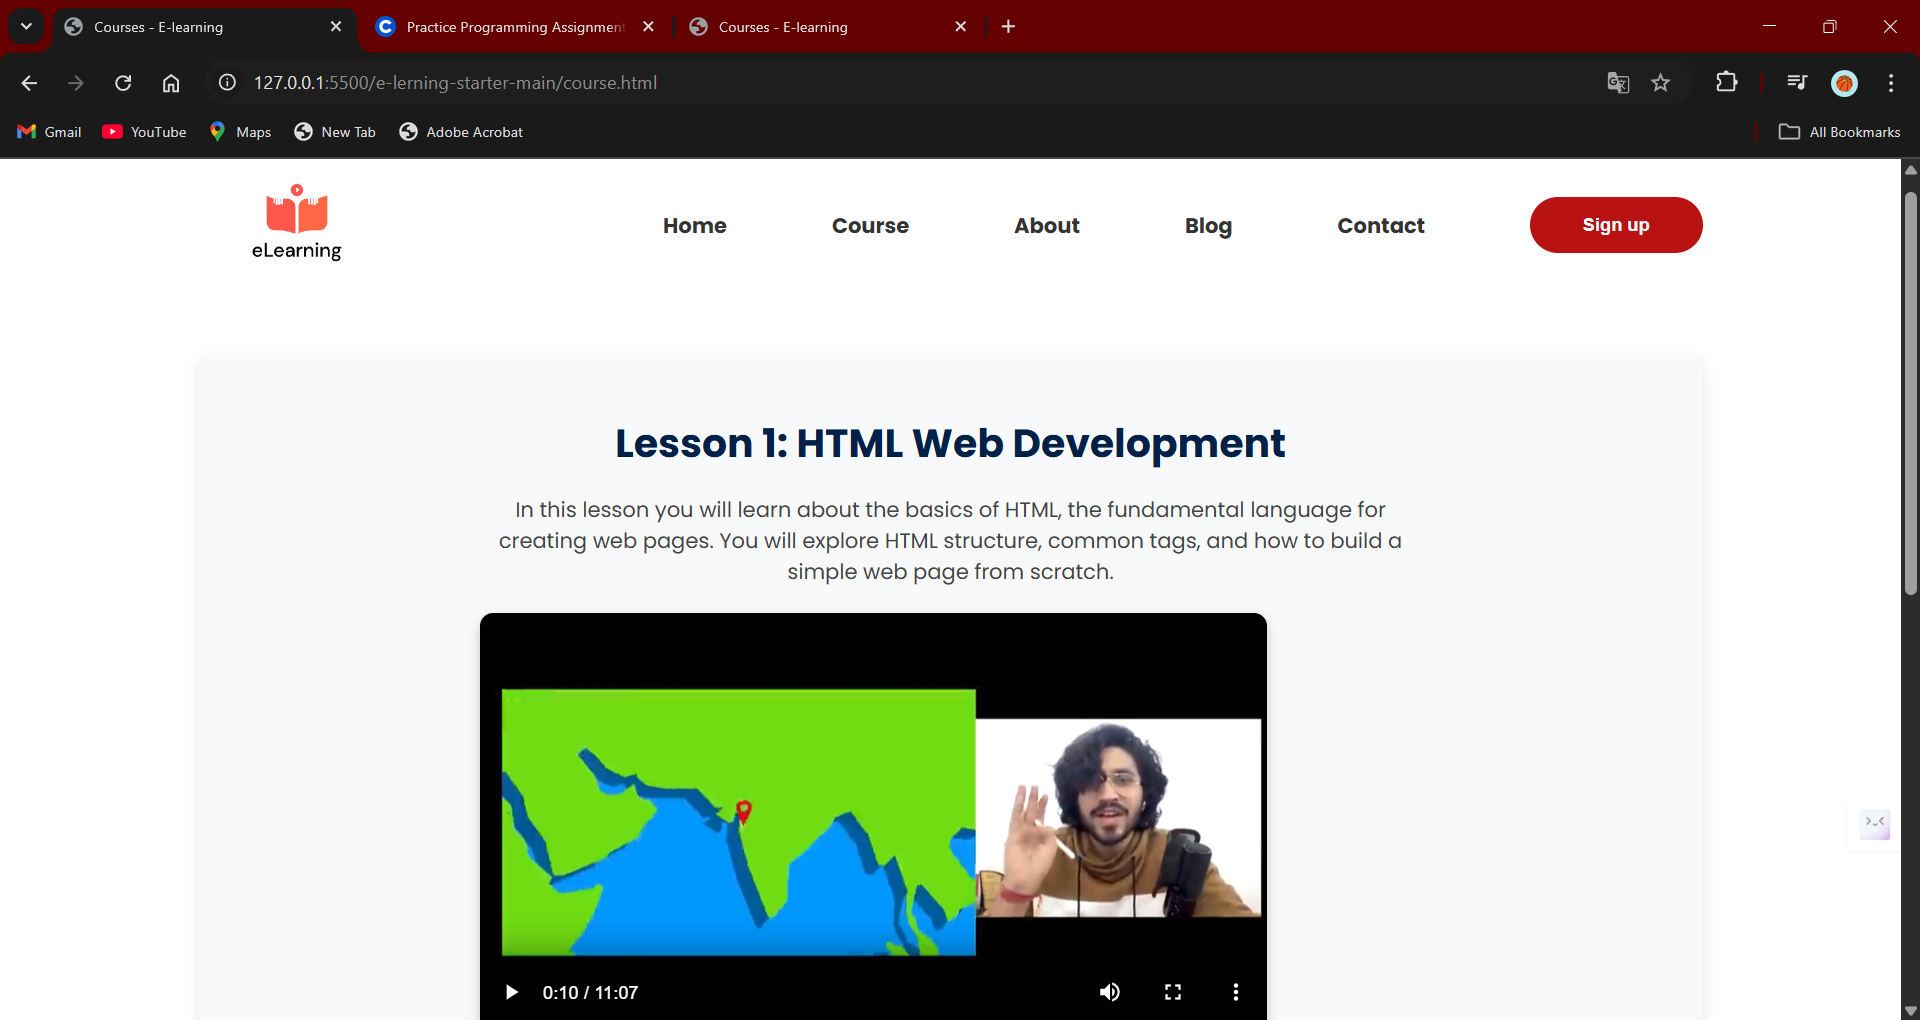 Courses - E-learning
Practice Programming Assignment
Courses - E-learning
127.0.0.1:5500/e-lerning-starter-main/course.html
Gmail
YouTube
Maps
New Tab
Adobe Acrobat
All Bookmarks
eLearning
Home
Course
About
Blog
Contact
Sign up
Lesson 1: HTML Web Development
In this lesson you will learn about the basics of HTML, the fundamental language for
creating web pages. You will explore HTML structure, common tags, and how to build a
simple web page from scratch.
0:10 / 11:07